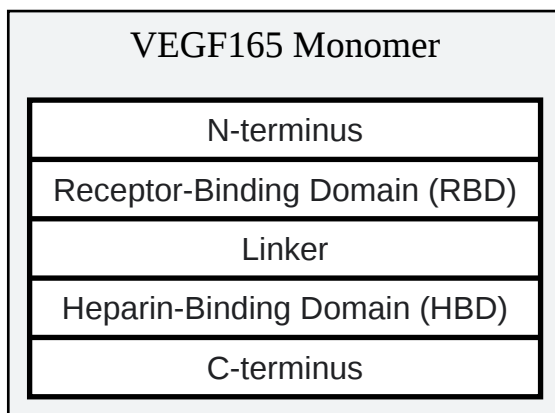 VEGF165 Monomer
N-terminus
Receptor-Binding Domain (RBD)
Linker
Heparin-Binding Domain (HBD)
C-terminus